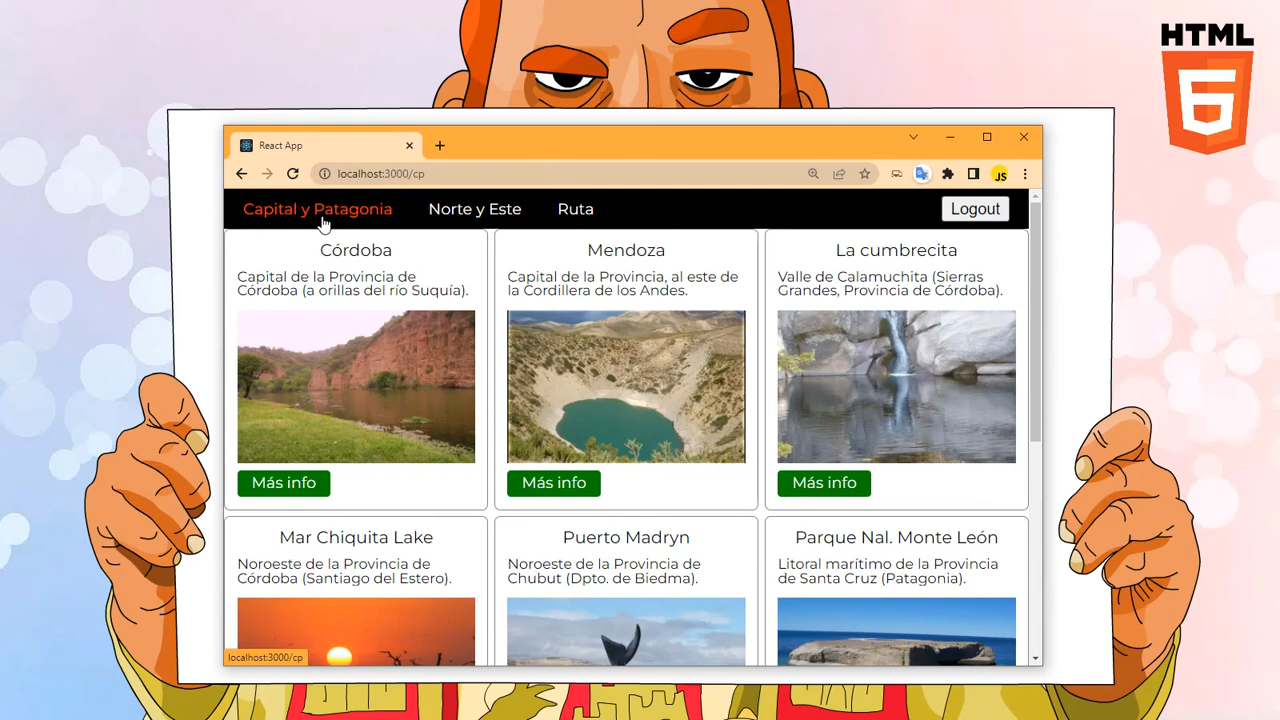 HTML
6
React App
localhost:3000/cp
JS
Capital y Patagonia
Norte y Este
Ruta
Logout
Córdoba
Capital de la Provincia de
Córdoba (a orillas del río Suquía).
Más info
Mendoza
Capital de la Provincia, al este de
la Cordillera de los Andes.
Más info
La cumbrecita
Valle de Calamuchita (Sierras
Grandes, Provincia de Córdoba).
Más info
Mar Chiquita Lake
Noroeste de la Provincia de
Córdoba (Santiago del Estero).
Puerto Madryn
Noroeste de la Provincia de
Chubut (Dpto. de Biedma).
Parque Nal. Monte León
Litoral marítimo de la Provincia
de Santa Cruz (Patagonia).
localhost:3000/cp